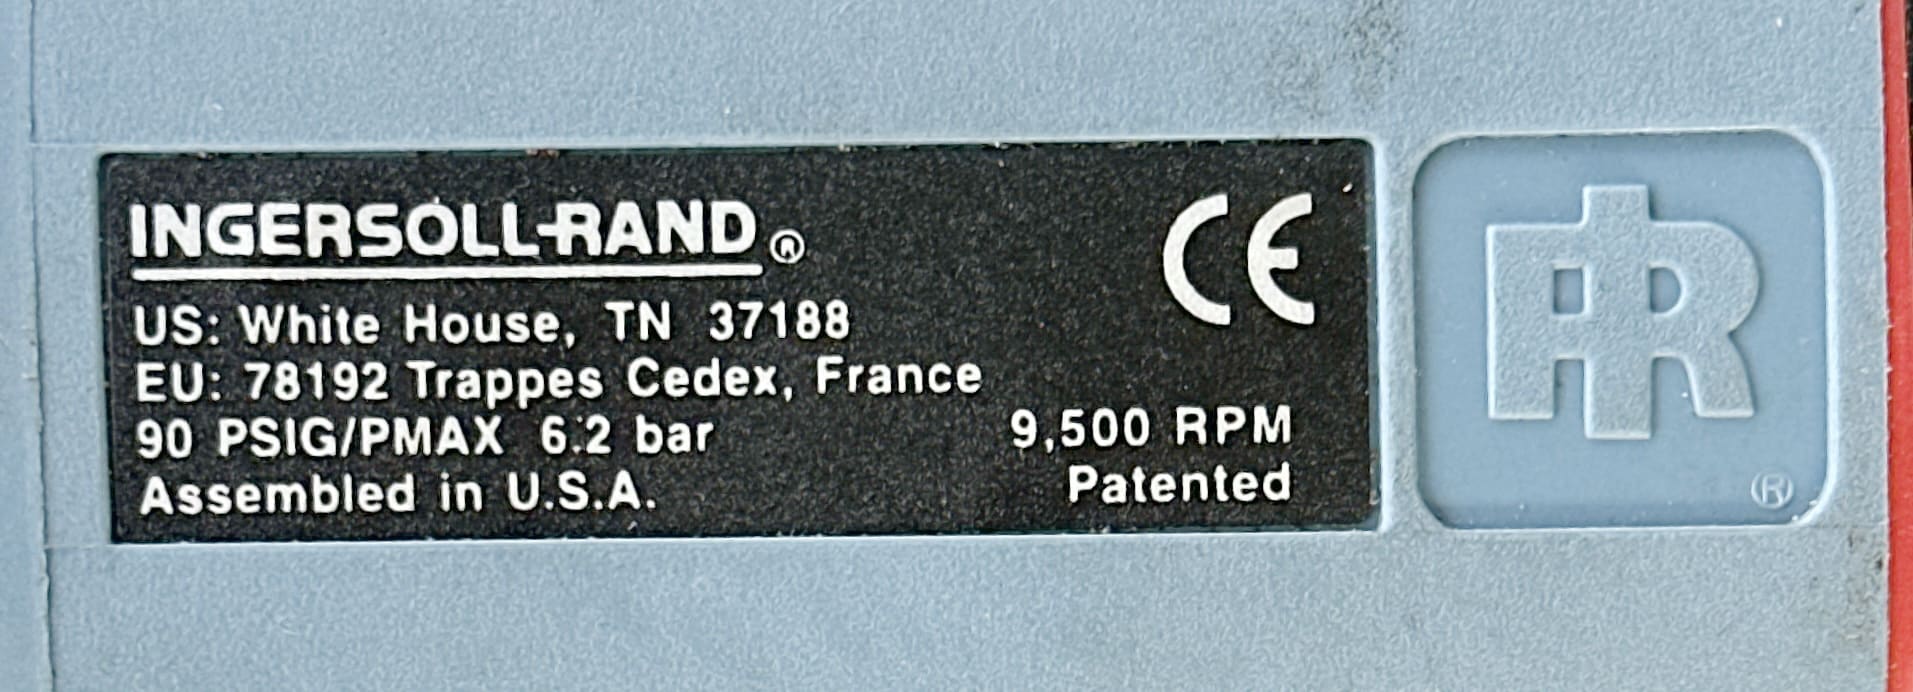 INGERSOLL-RAND®
US: White House, TN 37188
EU: 78192 Trappes Cedex, France
90 PSIG/PMAX 6.2 bar
Assembled in U.S.A.
CE
9,500 RPM
Patented
IR
®